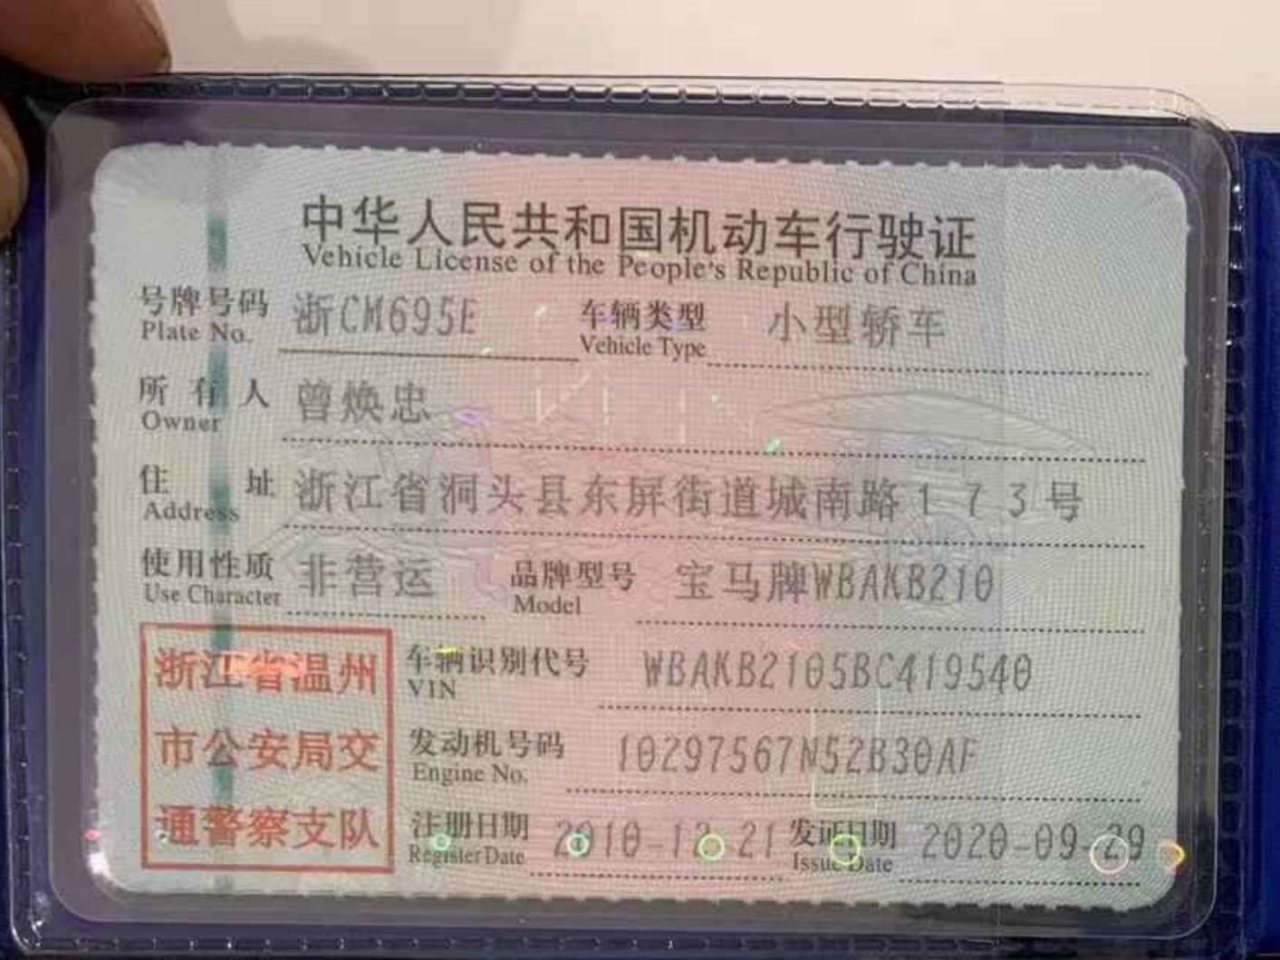 中华人民共和国机动车行驶证
Vehicle License of the People's Republic of China
号牌号码 浙CM695E 车辆类型 小型轿车
Plate No. Vehicle Type
所有人 曾焕忠
Owner
住址 浙江省洞头县东屏街道城南路173号
Address
使用性质 非营运 品牌型号 宝马牌WBAKB210
Use Character Model
浙江省温州 车辆识别代号 WBAKB2105BC419540
VIN
市公安局交 发动机号码 10297567N52B30AF
Engine No.
通警察支队 注册日期 2010-12-21 发证日期 2020-09-29
Register Date Issue Date